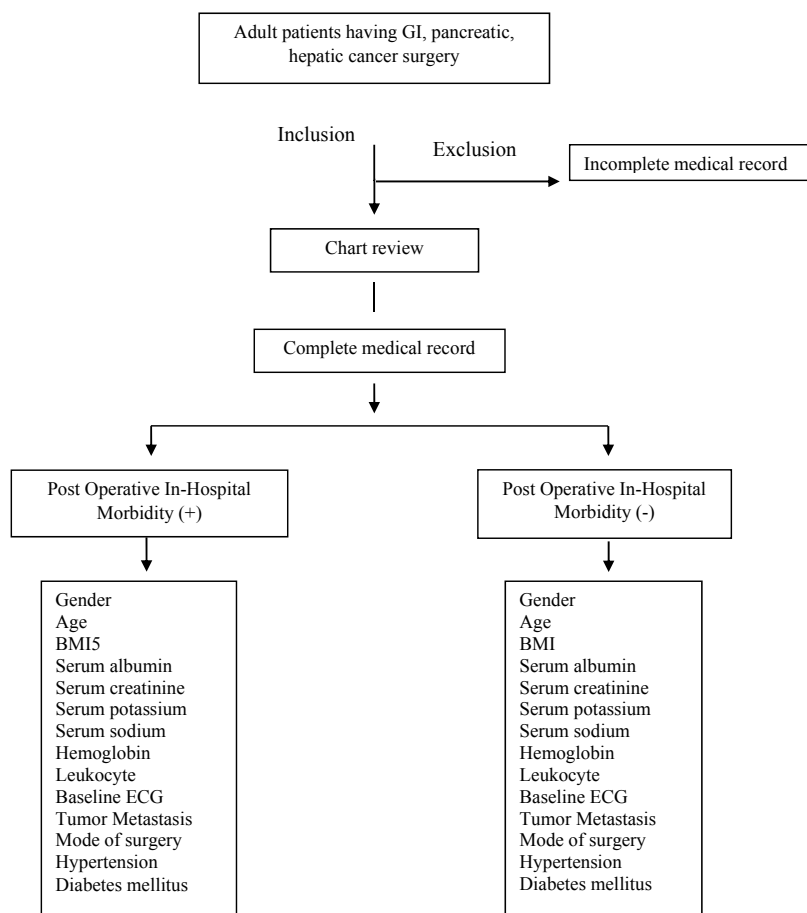 Adult patients having GI, pancreatic,
hepatic cancer surgery
Inclusion
Exclusion
Incomplete medical record
Chart review
Complete medical record
Post Operative In-Hospital
Morbidity (+)
Post Operative In-Hospital
Morbidity (-)
Gender
Age
BMI5
Serum albumin
Serum creatinine
Serum potassium
Serum sodium
Hemoglobin
Leukocyte
Baseline ECG
Tumor Metastasis
Mode of surgery
Hypertension
Diabetes mellitus
Gender
Age
BMI
Serum albumin
Serum creatinine
Serum potassium
Serum sodium
Hemoglobin
Leukocyte
Baseline ECG
Tumor Metastasis
Mode of surgery
Hypertension
Diabetes mellitus